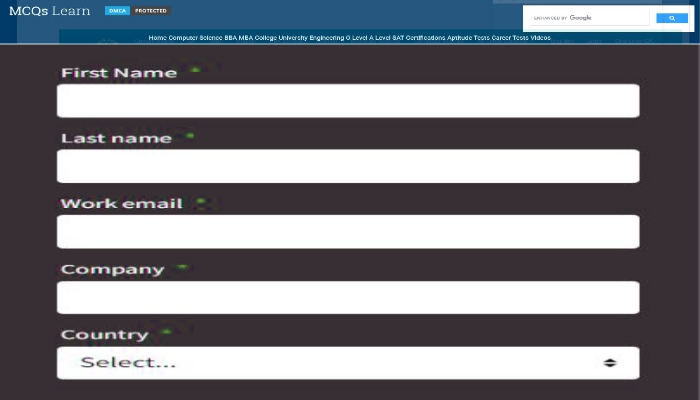 MCQs Learn DMCA PROTECTED
ENHANCED BY Google
Home Computer Science BBA MBA College University Engineering O Level A Level SAT Certifications Aptitude Tests Career Tests Videos
First Name *
Last name *
Work email *
Company *
Country *
Select...